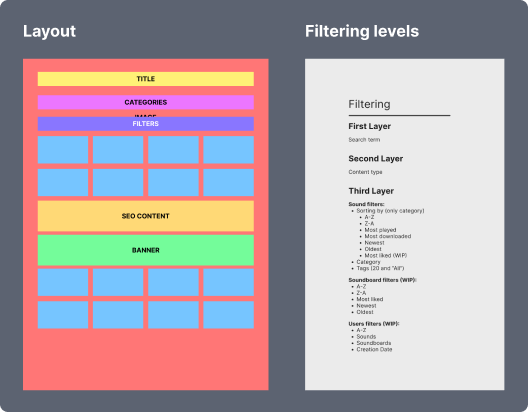 Layout
TITLE
CATEGORIES
IMAGE
FILTERS
SEO CONTENT
BANNER
Filtering levels
Filtering
First Layer
Search term
Second Layer
Content type
Third Layer
Sound filters:
Sorting by (only category)
A-Z
Z-A
Most played
Most downloaded
Newest
Oldest
Most liked (WIP)
Category
Tags (20 and "All")
Soundboard filters (WIP):
A-Z
Z-A
Most liked
Newest
Oldest
Users filters (WIP):
A-Z
Sounds
Soundboards
Creation Date